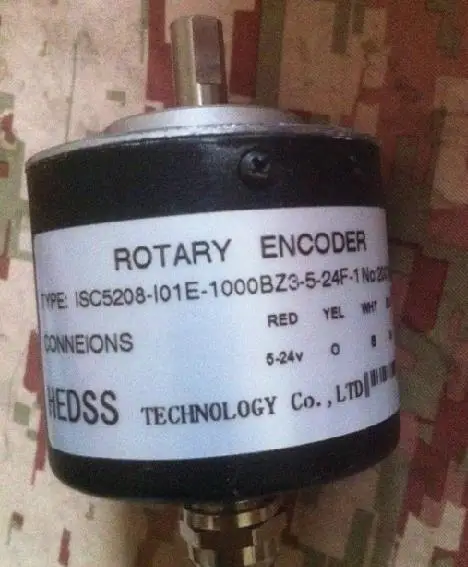 ROTARY ENCODER
TYPE: ISC5208-I01E-1000BZ3-5-24F-1 No
RED YEL WHT
CONNEIONS
5-24v
HEDSS TECHNOLOGY Co.,LTD